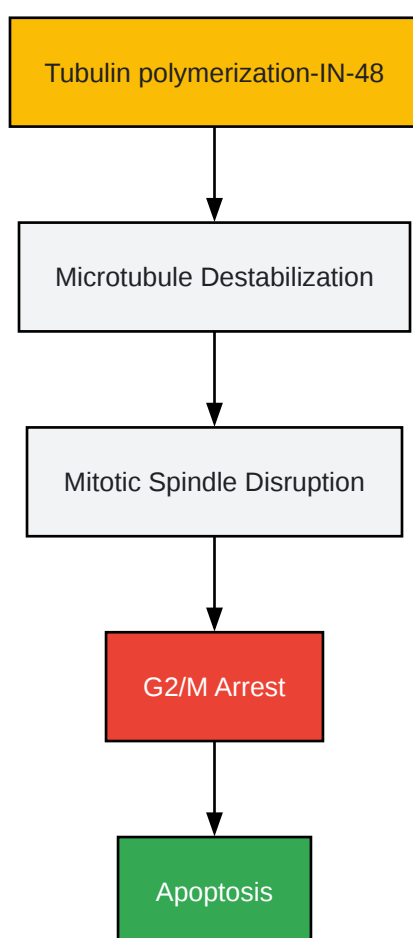 Tubulin polymerization-IN-48
Microtubule Destabilization
Mitotic Spindle Disruption
G2/M Arrest
Apoptosis